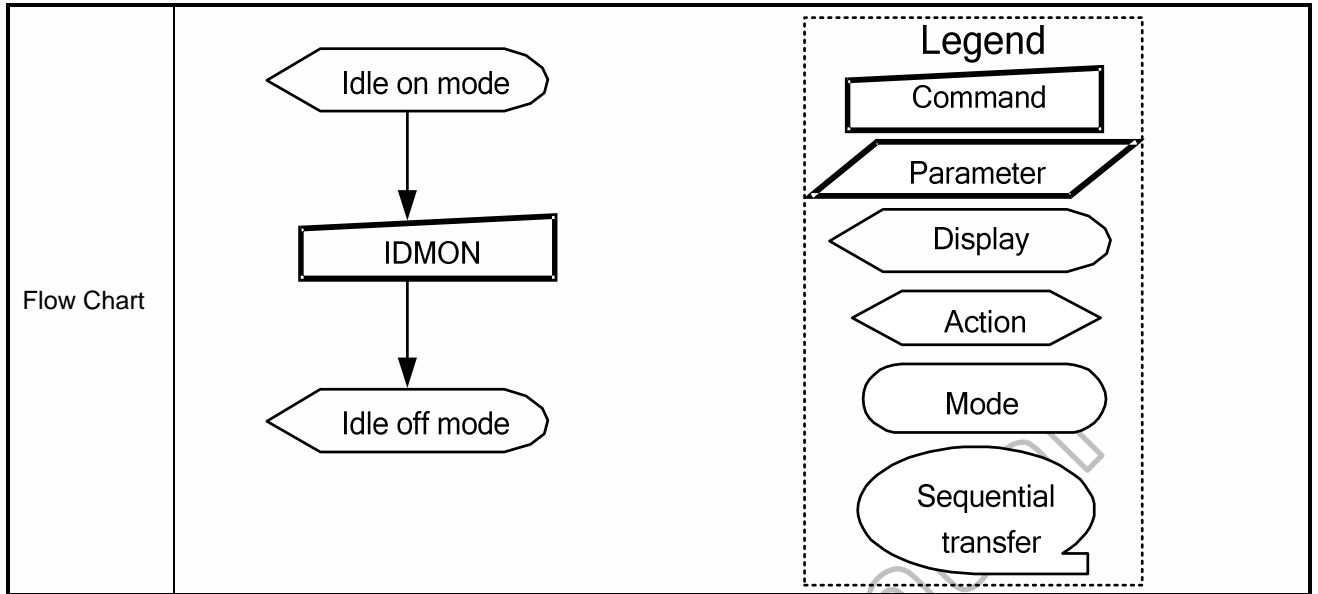 Flow Chart
Idle on mode
IDMON
Idle off mode
Legend
Command
Parameter
Display
Action
Mode
Sequential
transfer